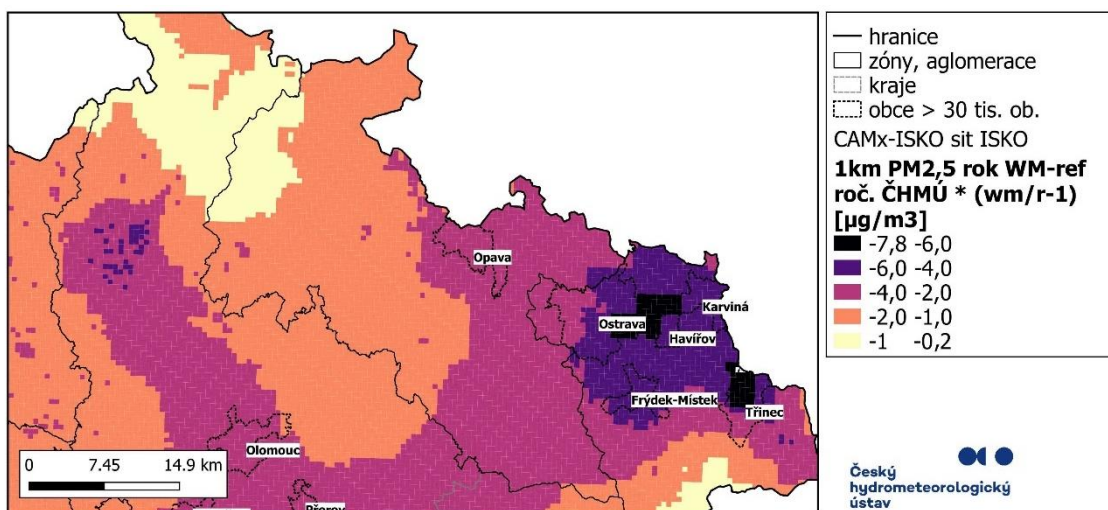 hranice
zóny, aglomerace
kraje
obce > 30 tis. ob.
CAMx-ISKO sit ISKO
1km PM2,5 rok WM-ref
roč. ČHMÚ * (wm/r-1)
[µg/m3]
-7,8 -6,0
-6,0 -4,0
-4,0 -2,0
-2,0 -1,0
-1 -0,2
Opava
Karviná
Ostrava
Havířov
Frýdek-Místek
Třinec
Olomouc
Přerov
0 7.45 14.9 km
Český
hydrometeorologický
ústav